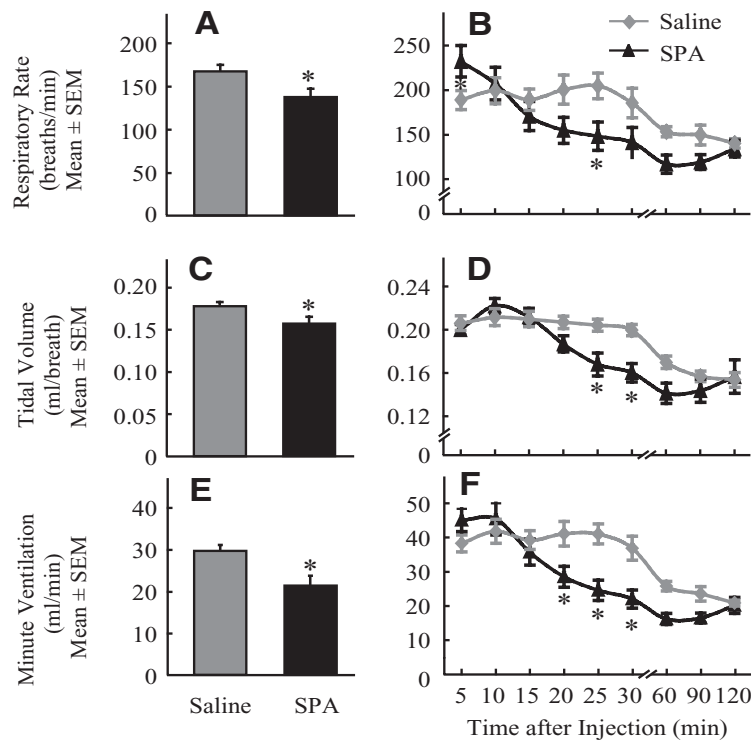 A
Respiratory Rate
(breaths/min)
Mean ± SEM
200
150
100
50
0
*
B
Saline
SPA
250
200
150
100
0
*
*
C
Tidal Volume
(ml/breath)
Mean ± SEM
0.20
0.15
0.10
0.05
0
*
D
0.24
0.20
0.16
0.12
0
* *
E
Minute Ventilation
(ml/min)
Mean ± SEM
40
30
20
10
0
*
Saline SPA
F
50
40
30
20
10
0
* * *
5 10 15 20 25 30 60 90 120
Time after Injection (min)